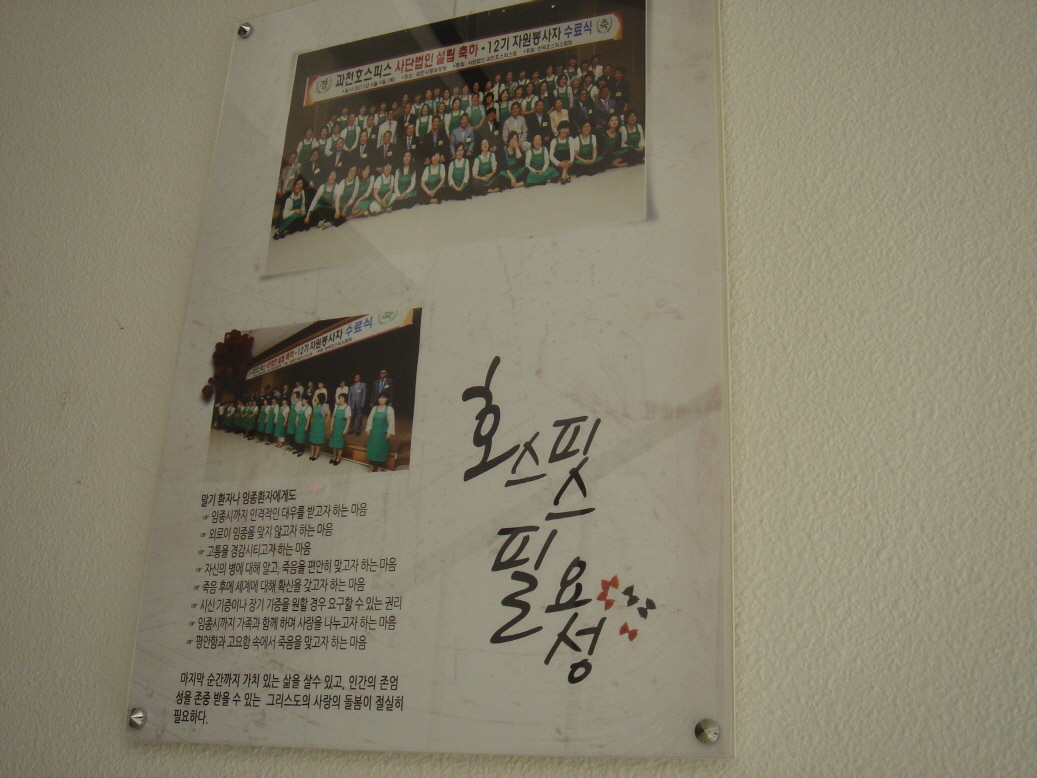 과천호스피스 사단법인 설립 축하 • 12기 자원봉사자 수료식
축
설립 축하 • 12기 자원봉사자 수료식
호스피스
필요성
말기 환자나 임종환자에게도
☞ 임종시까지 인격적인 대우를 받고자 하는 마음
☞ 외로이 임종을 맞지 않고자 하는 마음
☞ 고통을 경감시티고자 하는 마음
☞ 자신의 병에 대해 알고, 죽음을 편안히 맞고자 하는 마음
☞ 죽음 후에 세계에 대해 확신을 갖고자 하는 마음
☞ 시신 기증이나 장기 기증을 원할 경우 요구할 수 있는 권리
☞ 임종시까지 가족과 함께 하며 사랑을 나누고자 하는 마음
☞ 평안함과 고요함 속에서 죽음을 맞고자 하는 마음
마지막 순간까지 가치 있는 삶을 살수 있고, 인간의 존엄
성을 존중 받을 수 있는 그리스도의 사랑의 돌봄이 절실히
필요하다.